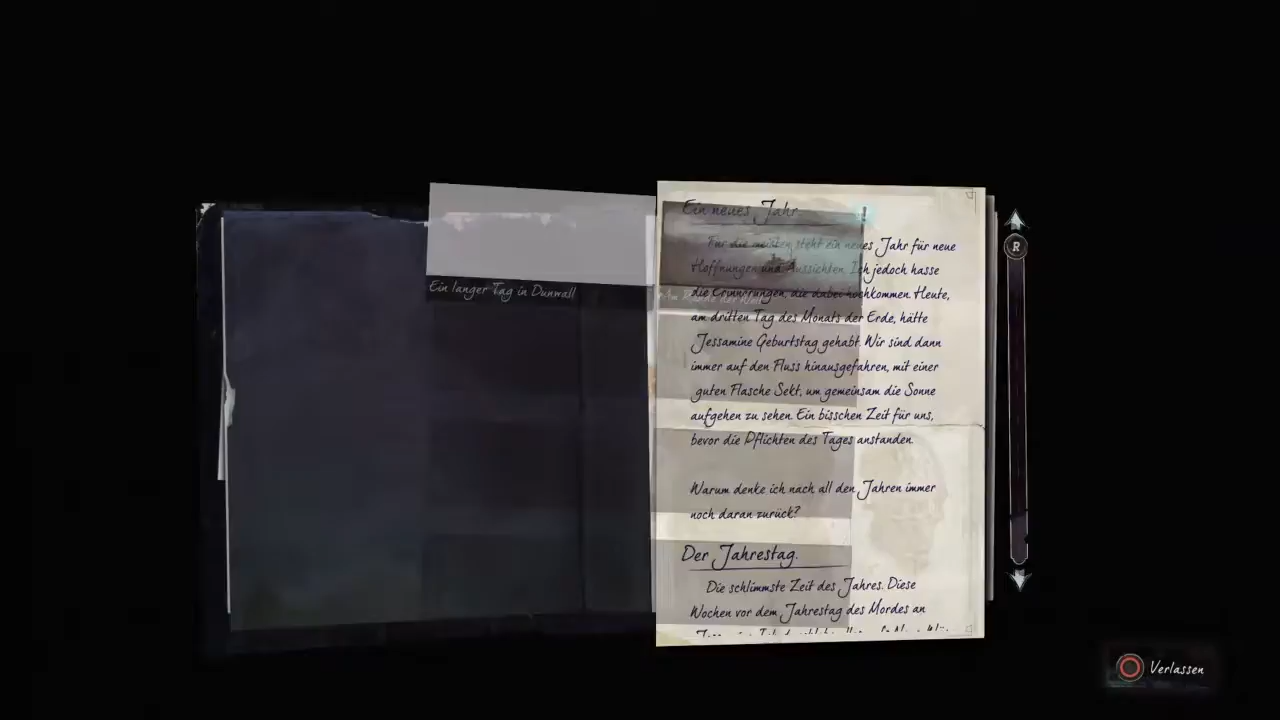 Ein langer Tag in Dunwall
Ein neues Jahr.
Für die meisten steht ein neues Jahr für neue
Hoffnungen und Aussichten. Ich jedoch hasse
die Erinnerungen, die dabei hochkommen. Heute,
am dritten Tag des Monats der Erde, hätte
Jessamine Geburtstag gehabt. Wir sind dann
immer auf den Fluss hinausgefahren, mit einer
guten Flasche Sekt, um gemeinsam die Sonne
aufgehen zu sehen. Ein bisschen Zeit für uns,
bevor die Pflichten des Tages anstanden.
Warum denke ich nach all den Jahren immer
noch daran zurück?
Der Jahrestag.
Die schlimmste Zeit des Jahres. Diese
Wochen vor dem Jahrestag des Mordes an
R
Verlassen